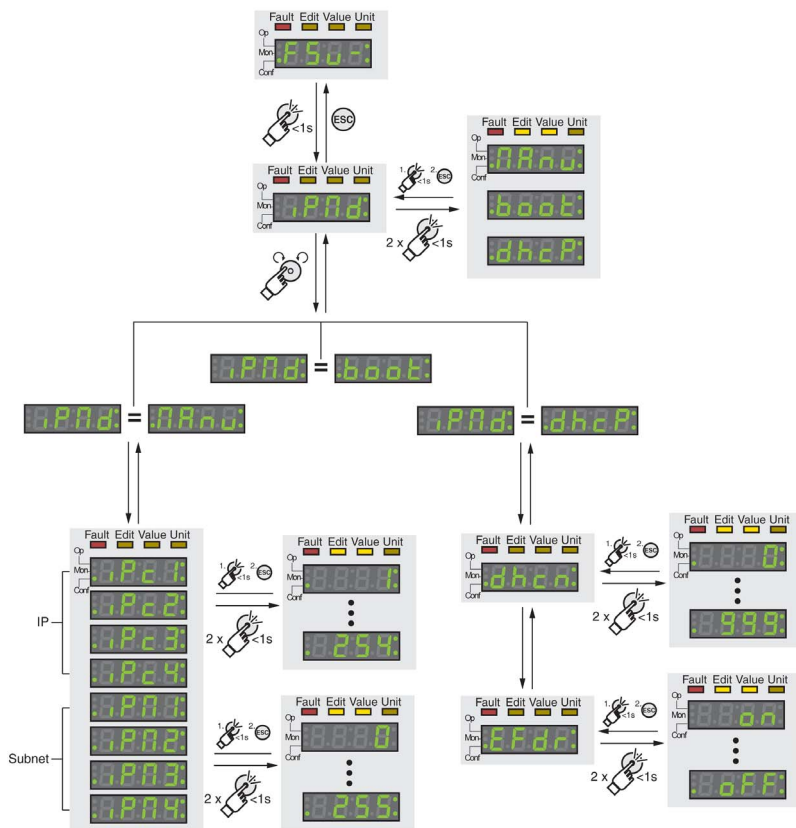 Fault Edit Value Unit
Op
Mon
Conf
FSu-
<1s
ESC
Fault Edit Value Unit
Op
Mon
Conf
iPMd
1. <1s 2. ESC
2 x <1s
Fault Edit Value Unit
Op
Mon
Conf
MAnu
boot
dhcP
iPMd = boot
iPMd = MAnu
iPMd = dhcP
Fault Edit Value Unit
Op
Mon
Conf
IP
iPc1
iPc2
iPc3
iPc4
Subnet
iPM1
iPM2
iPM3
iPM4
1. <1s 2. ESC
2 x <1s
Fault Edit Value Unit
Op
Mon
Conf
1
254
1. <1s 2. ESC
2 x <1s
Fault Edit Value Unit
Op
Mon
Conf
0
255
Fault Edit Value Unit
Op
Mon
Conf
dhcn
1. <1s 2. ESC
2 x <1s
Fault Edit Value Unit
Op
Mon
Conf
0
999
Fault Edit Value Unit
Op
Mon
Conf
EFdr
1. <1s 2. ESC
2 x <1s
Fault Edit Value Unit
Op
Mon
Conf
on
oFF